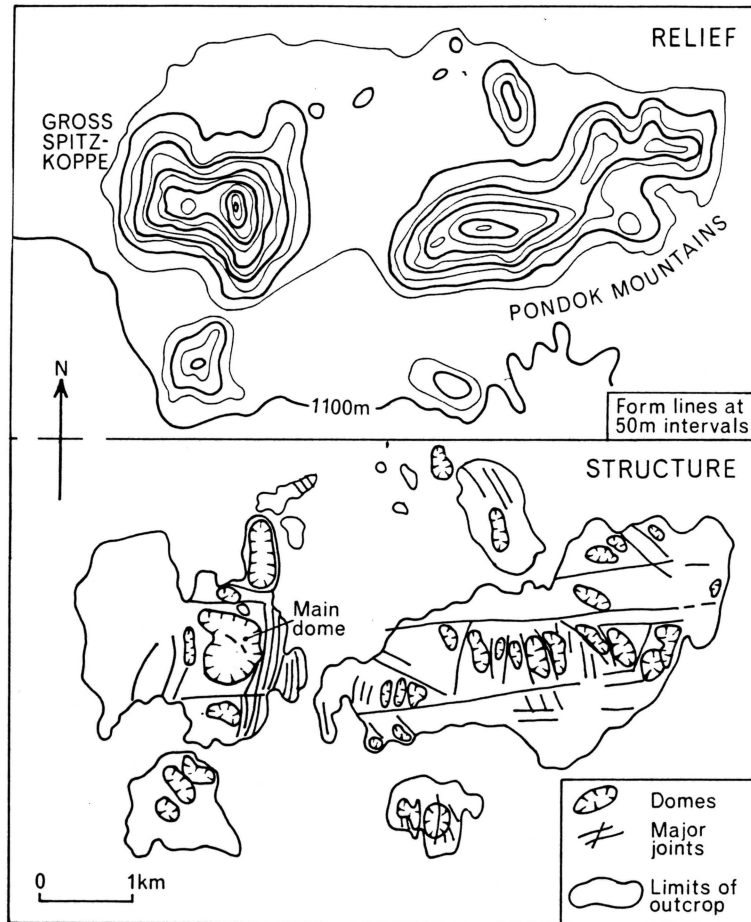 RELIEF
GROSS
SPITZ-
KOPPE
PONDOK MOUNTAINS
N
1100m
Form lines at
50m intervals
STRUCTURE
Main
dome
Domes
Major
joints
Limits of
outcrop
0 1km